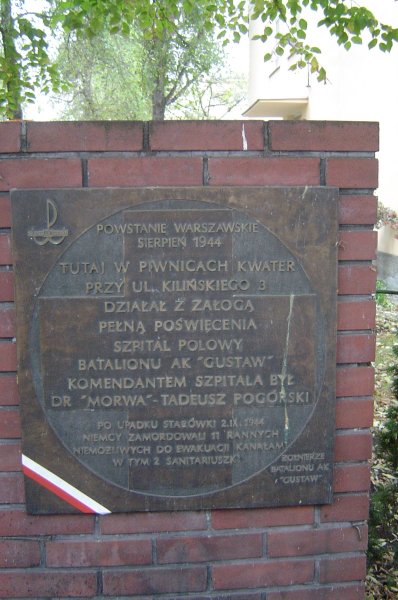 POWSTANIE WARSZAWSKIE
SIERPIEŃ 1944
TUTAJ W PIWNICACH KWATER
PRZY UL. KILIŃSKIEGO 3
DZIAŁAŁ Z ZAŁOGĄ
PEŁNĄ POŚWIĘCENIA
SZPITAL POLOWY
BATALIONU AK "GUSTAW"
KOMENDANTEM SZPITALA BYŁ
DR "MORWA"-TADEUSZ POGÓRSKI
PO UPADKU STARÓWKI 2.IX.1944
NIEMCY ZAMORDOWALI 11 RANNYCH
NIEMOŻLIWYCH DO EWAKUACJI KANAŁAMI
W TYM 2 SANITARIUSZKI
ŻOŁNIERZE
BATALIONU AK
"GUSTAW"